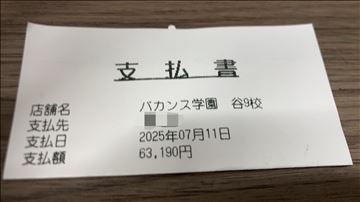 支払書
店舗名 バカンス学園 谷9校
支払先
支払日 2025年07月11日
支払額 63,190円